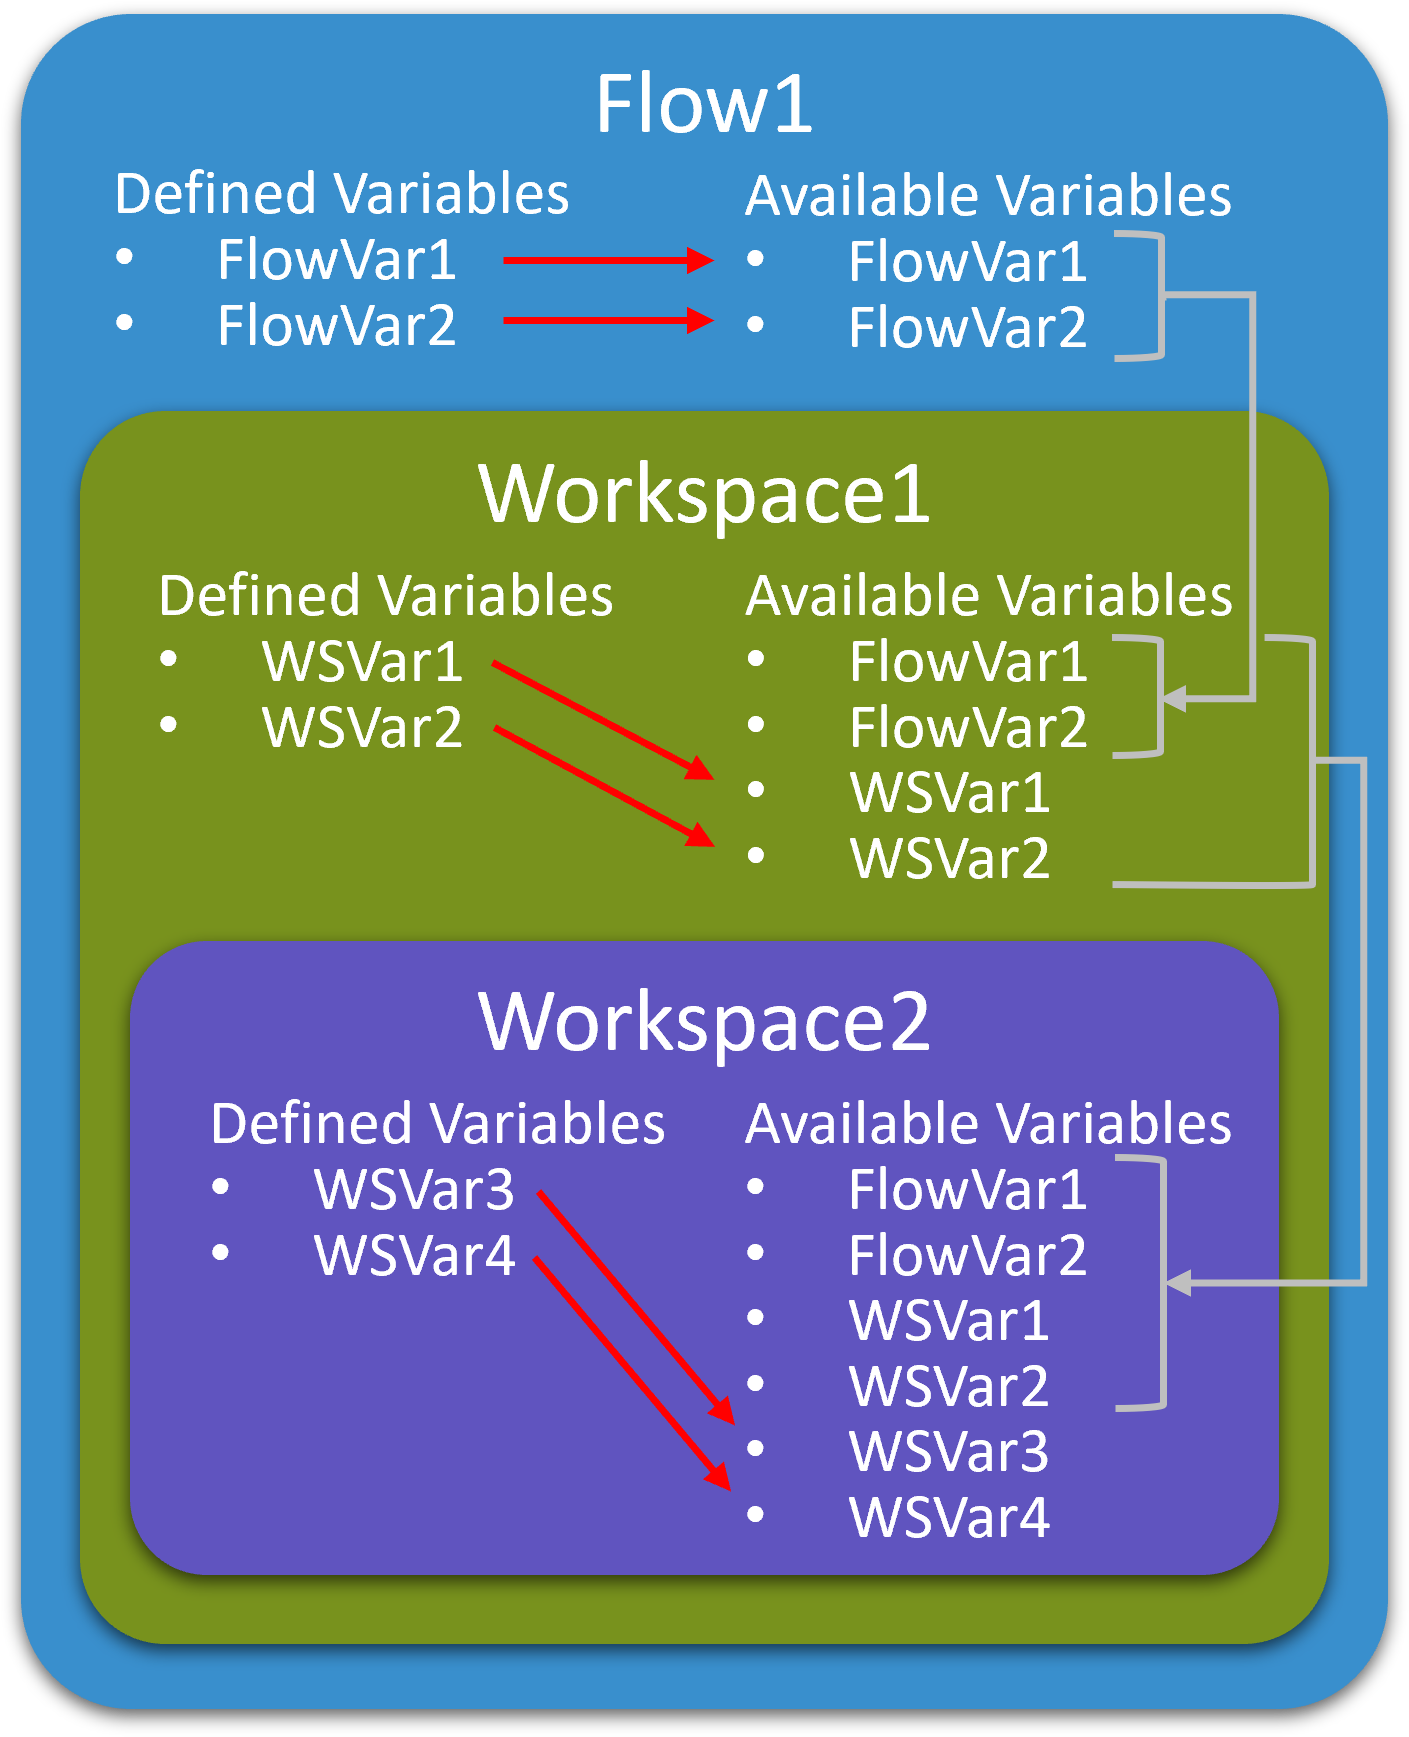 Flow1
Defined Variables
• FlowVar1
• FlowVar2
Available Variables
• FlowVar1
• FlowVar2
Workspace1
Defined Variables
• WSVar1
• WSVar2
Available Variables
• FlowVar1
• FlowVar2
• WSVar1
• WSVar2
Workspace2
Defined Variables
• WSVar3
• WSVar4
Available Variables
• FlowVar1
• FlowVar2
• WSVar1
• WSVar2
• WSVar3
• WSVar4